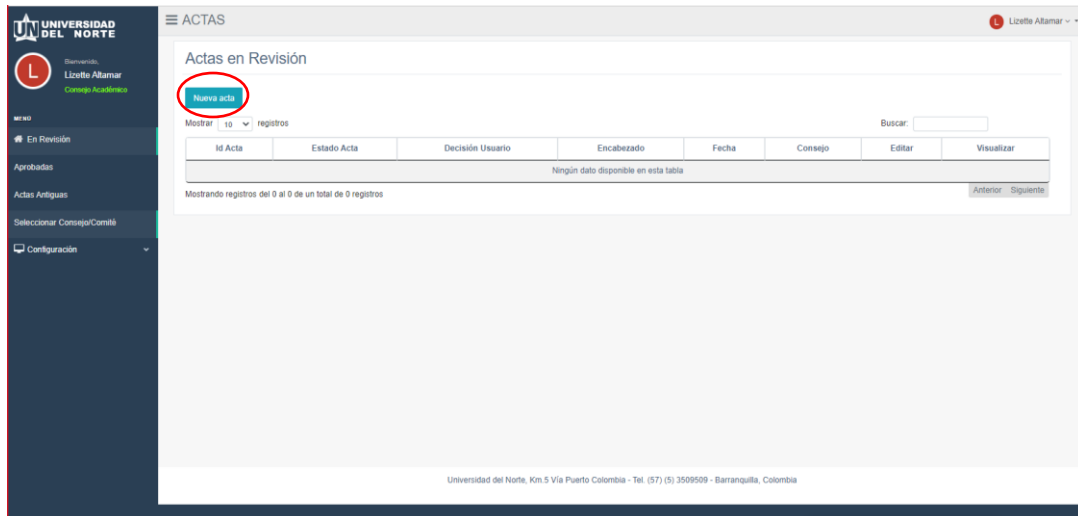 UNIVERSIDAD
DEL NORTE
ACTAS
L Lizette Altamar
L
Bienvenido,
Lizette Altamar
Consejo Académico
MENÚ
En Revisión
Aprobadas
Actas Antiguas
Seleccionar Consejo/Comité
Configuración
Actas en Revisión
Nueva acta
Mostrar 10 registros
Buscar:
Id Acta Estado Acta Decisión Usuario Encabezado Fecha Consejo Editar Visualizar
Ningún dato disponible en esta tabla
Mostrando registros del 0 al 0 de un total de 0 registros
Anterior Siguiente
Universidad del Norte, Km.5 Vía Puerto Colombia - Tel. (57) (5) 3509509 - Barranquilla, Colombia